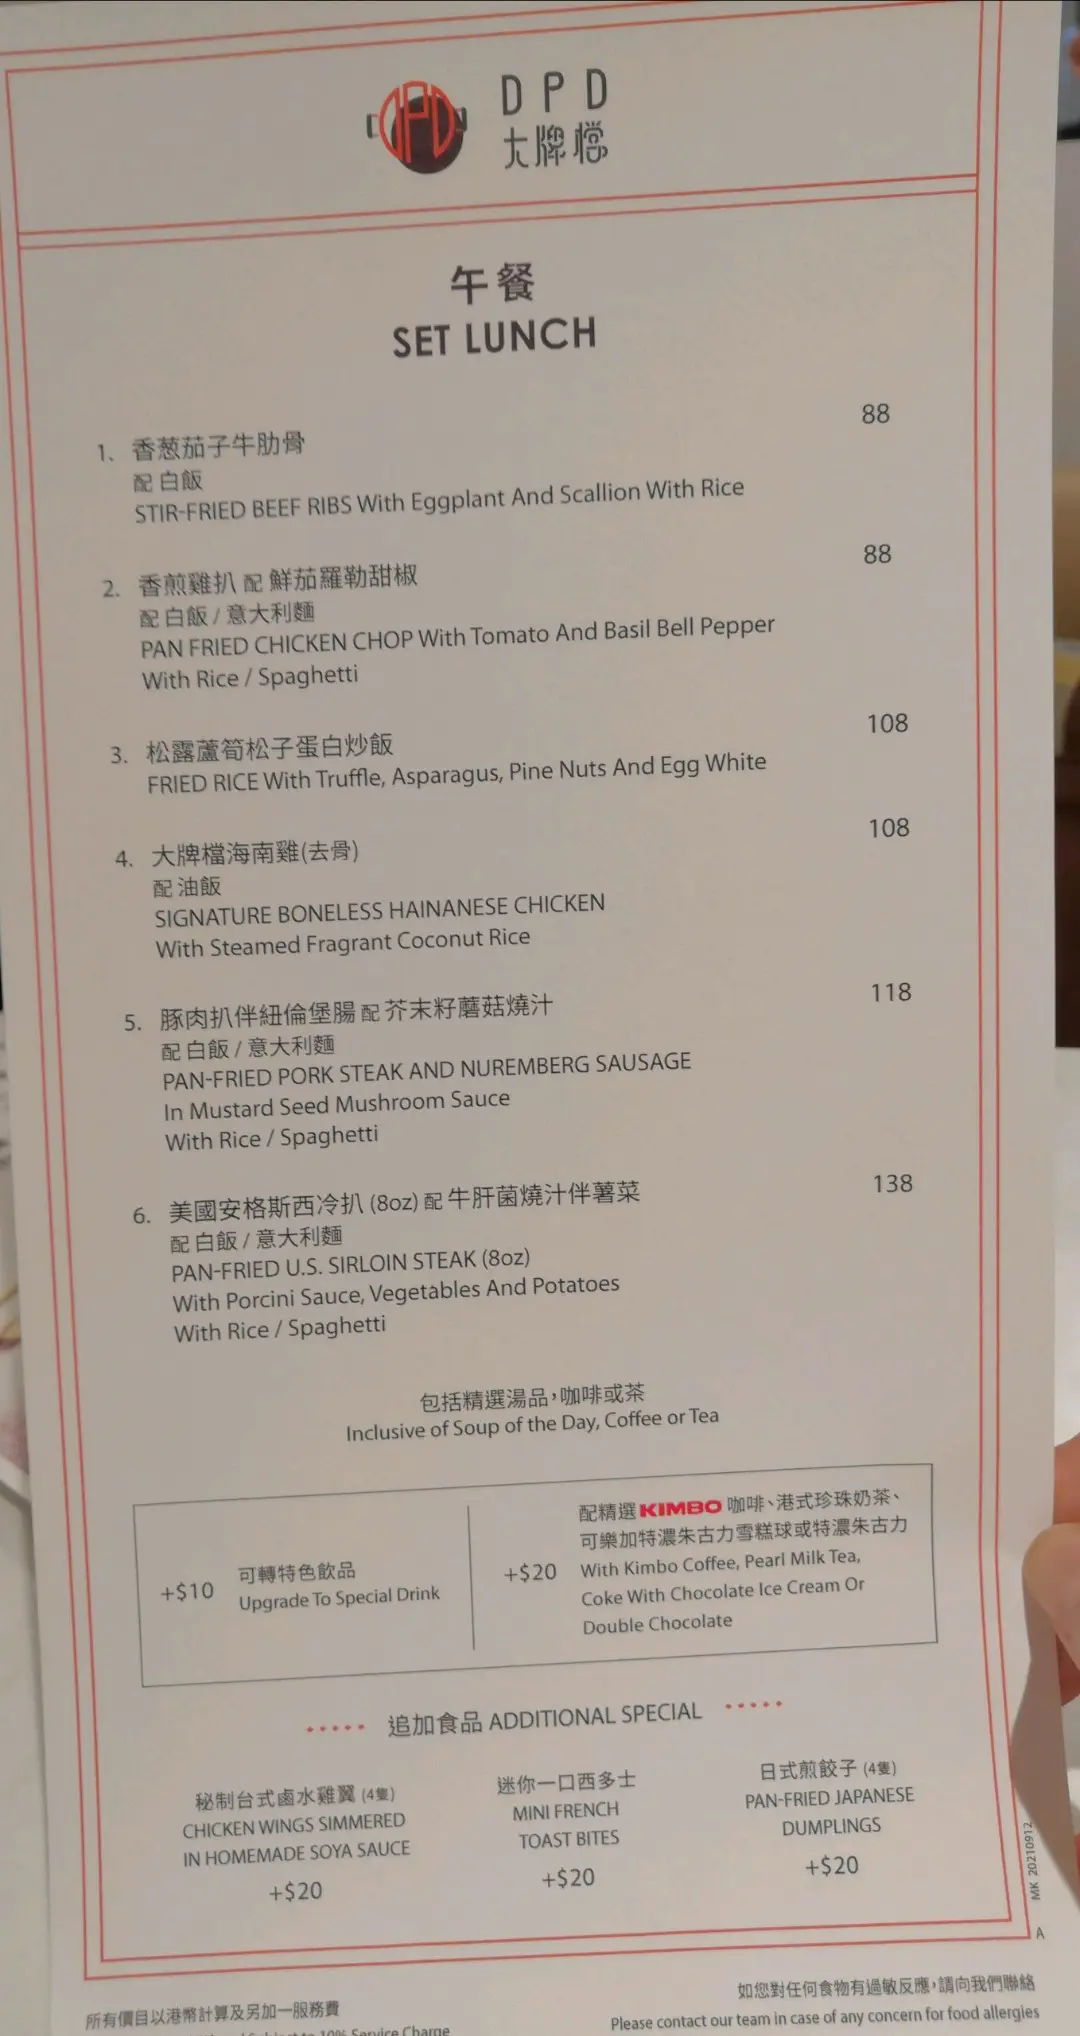 DPD
DPD
大牌檔
午餐
SET LUNCH
88
1. 香葱茄子牛肋骨
配 白飯
STIR-FRIED BEEF RIBS With Eggplant And Scallion With Rice
88
2. 香煎雞扒 配 鮮茄羅勒甜椒
配 白飯 / 意大利麵
PAN FRIED CHICKEN CHOP With Tomato And Basil Bell Pepper
With Rice / Spaghetti
108
3. 松露蘆筍松子蛋白炒飯
FRIED RICE With Truffle, Asparagus, Pine Nuts And Egg White
108
4. 大牌檔海南雞(去骨)
配 油飯
SIGNATURE BONELESS HAINANESE CHICKEN
With Steamed Fragrant Coconut Rice
118
5. 豚肉扒伴紐倫堡腸 配 芥末籽蘑菇燒汁
配 白飯 / 意大利麵
PAN-FRIED PORK STEAK AND NUREMBERG SAUSAGE
In Mustard Seed Mushroom Sauce
With Rice / Spaghetti
138
6. 美國安格斯西冷扒 (8oz) 配 牛肝菌燒汁伴薯菜
配 白飯 / 意大利麵
PAN-FRIED U.S. SIRLOIN STEAK (8oz)
With Porcini Sauce, Vegetables And Potatoes
With Rice / Spaghetti
包括精選湯品，咖啡或茶
Inclusive of Soup of the Day, Coffee or Tea
+$10
可轉特色飲品
Upgrade To Special Drink
+$20
配精選 KIMBO 咖啡、港式珍珠奶茶、
可樂加特濃朱古力雪糕球或特濃朱古力
With Kimbo Coffee, Pearl Milk Tea,
Coke With Chocolate Ice Cream Or
Double Chocolate
••••• 追加食品 ADDITIONAL SPECIAL •••••
秘制台式鹵水雞翼 (4隻)
CHICKEN WINGS SIMMERED
IN HOMEMADE SOYA SAUCE
+$20
迷你一口西多士
MINI FRENCH
TOAST BITES
+$20
日式煎餃子 (4隻)
PAN-FRIED JAPANESE
DUMPLINGS
+$20
MK 20210912
A
所有價目以港幣計算及另加一服務費
Subject to 10% Service Charge
如您對任何食物有過敏反應，請向我們聯絡
Please contact our team in case of any concern for food allergies